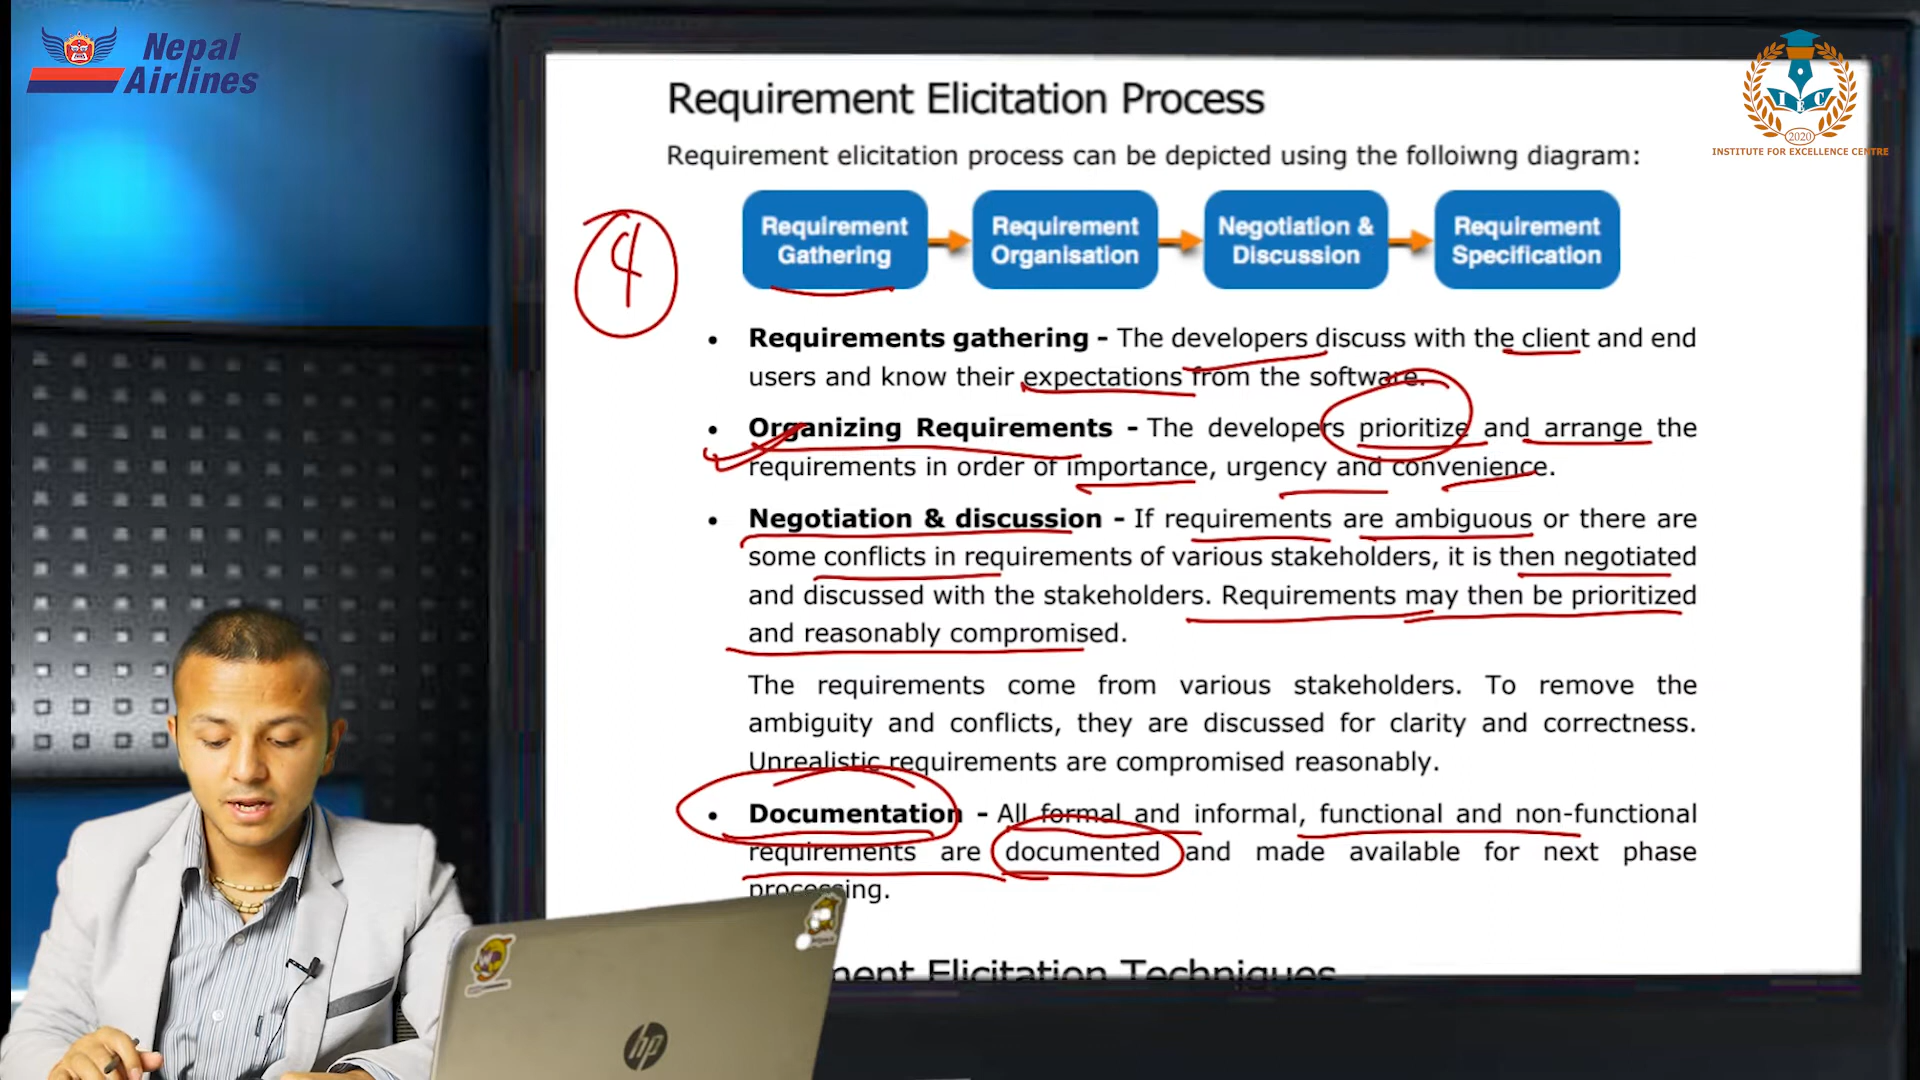 Nepal
Airlines
IEC
2020
INSTITUTE FOR EXCELLENCE CENTRE
Requirement Elicitation Process
Requirement elicitation process can be depicted using the folloiwng diagram:
4
Requirement Gathering
Requirement Organisation
Negotiation & Discussion
Requirement Specification
• Requirements gathering - The developers discuss with the client and end
users and know their expectations from the software.
• Organizing Requirements - The developers prioritize and arrange the
requirements in order of importance, urgency and convenience.
• Negotiation & discussion - If requirements are ambiguous or there are
some conflicts in requirements of various stakeholders, it is then negotiated
and discussed with the stakeholders. Requirements may then be prioritized
and reasonably compromised.
The requirements come from various stakeholders. To remove the
ambiguity and conflicts, they are discussed for clarity and correctness.
Unrealistic requirements are compromised reasonably.
• Documentation - All formal and informal, functional and non-functional
requirements are documented and made available for next phase
processing.
Elicitation Techniques
hp